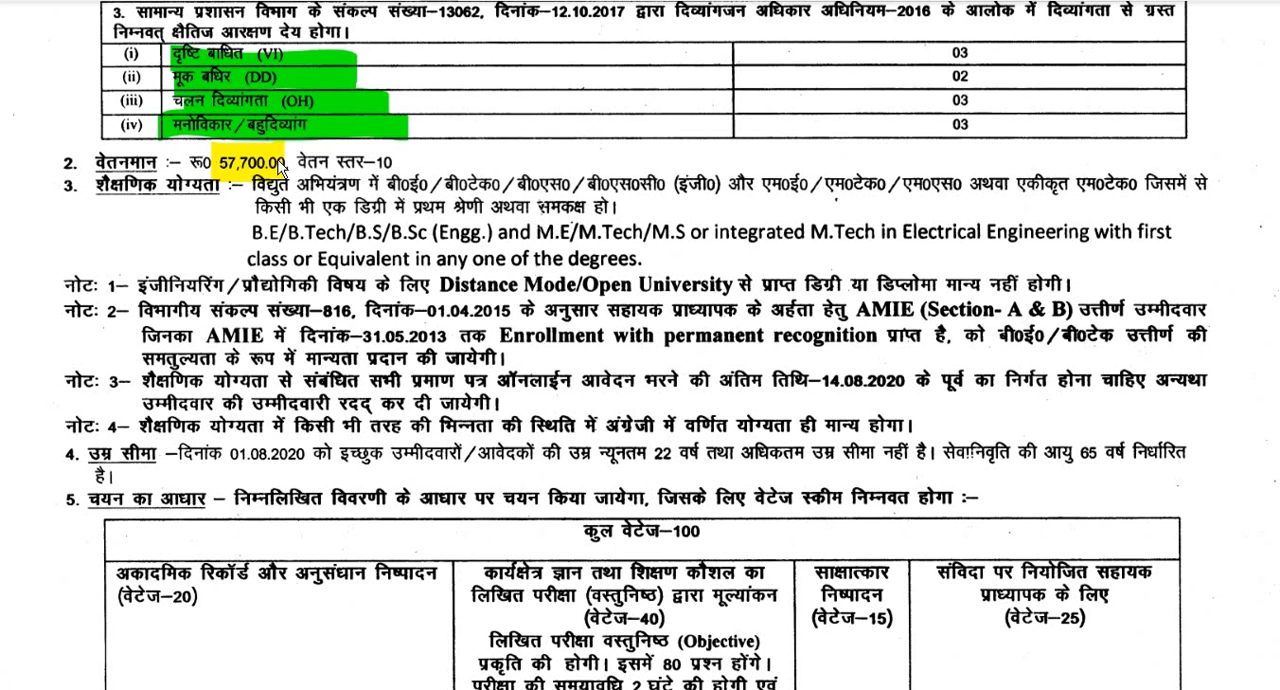 3. सामान्य प्रशासन विभाग के संकल्प संख्या–13062, दिनांक–12.10.2017 द्वारा दिव्यांगजन अधिकार अधिनियम–2016 के आलोक में दिव्यांगता से ग्रस्त
निम्नवत् क्षैतिज आरक्षण देय होगा।
(i) दृष्टि बाधित (VI) 03
(ii) मूक बधिर (DD) 02
(iii) चलन दिव्यांगता (OH) 03
(iv) मनोविकार/बहुदिव्यांग 03
2. वेतनमान :– रू0 57,700.00, वेतन स्तर–10
3. शैक्षणिक योग्यता :– विद्युत अभियंत्रण में बी0ई0/बी0टेक0/बी0एस0/बी0एस0सी0 (इंजी0) और एम0ई0/एम0टेक0/एम0एस0 अथवा एकीकृत एम0टेक0 जिसमें से
किसी भी एक डिग्री में प्रथम श्रेणी अथवा समकक्ष हो।
B.E/B.Tech/B.S/B.Sc (Engg.) and M.E/M.Tech/M.S or integrated M.Tech in Electrical Engineering with first
class or Equivalent in any one of the degrees.
नोटः 1– इंजीनियरिंग/प्रौद्योगिकी विषय के लिए Distance Mode/Open University से प्राप्त डिग्री या डिप्लोमा मान्य नहीं होगी।
नोटः 2– विभागीय संकल्प संख्या–816, दिनांक–01.04.2015 के अनुसार सहायक प्राध्यापक के अर्हता हेतु AMIE (Section- A & B) उत्तीर्ण उम्मीदवार
जिनका AMIE में दिनांक–31.05.2013 तक Enrollment with permanent recognition प्राप्त है, को बी0ई0/बी0टेक उत्तीर्ण की
समतुल्यता के रूप में मान्यता प्रदान की जायेगी।
नोटः 3– शैक्षणिक योग्यता से संबंधित सभी प्रमाण पत्र ऑनलाईन आवेदन भरने की अंतिम तिथि–14.08.2020 के पूर्व का निर्गत होना चाहिए अन्यथा
उम्मीदवार की उम्मीदवारी रदद् कर दी जायेगी।
नोटः 4– शैक्षणिक योग्यता में किसी भी तरह की भिन्नता की स्थिति में अंग्रेजी में वर्णित योग्यता ही मान्य होगा।
4. उम्र सीमा –दिनांक 01.08.2020 को इच्छुक उम्मीदवारों/आवेदकों की उम्र न्यूनतम 22 वर्ष तथा अधिकतम उम्र सीमा नहीं है। सेवानिवृति की आयु 65 वर्ष निर्धारित
है।
5. चयन का आधार – निम्नलिखित विवरणी के आधार पर चयन किया जायेगा, जिसके लिए वेटेज स्कीम निम्नवत होगा :–
कुल वेटेज–100
अकादमिक रिकॉर्ड और अनुसंधान निष्पादन
(वेटेज–20)
कार्यक्षेत्र ज्ञान तथा शिक्षण कौशल का
लिखित परीक्षा (वस्तुनिष्ठ) द्वारा मूल्यांकन
(वेटेज–40)
लिखित परीक्षा वस्तुनिष्ठ (Objective)
प्रकृति की होगी। इसमें 80 प्रश्न होंगे।
परीक्षा की समयावधि 2 घंटे की होगी एवं
साक्षात्कार
निष्पादन
(वेटेज–15)
संविदा पर नियोजित सहायक
प्राध्यापक के लिए
(वेटेज–25)